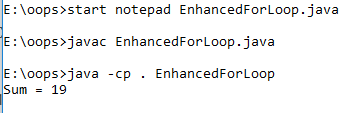 E:\oops>start notepad EnhancedForLoop.java
E:\oops>javac EnhancedForLoop.java
E:\oops>java -cp . EnhancedForLoop
Sum = 19